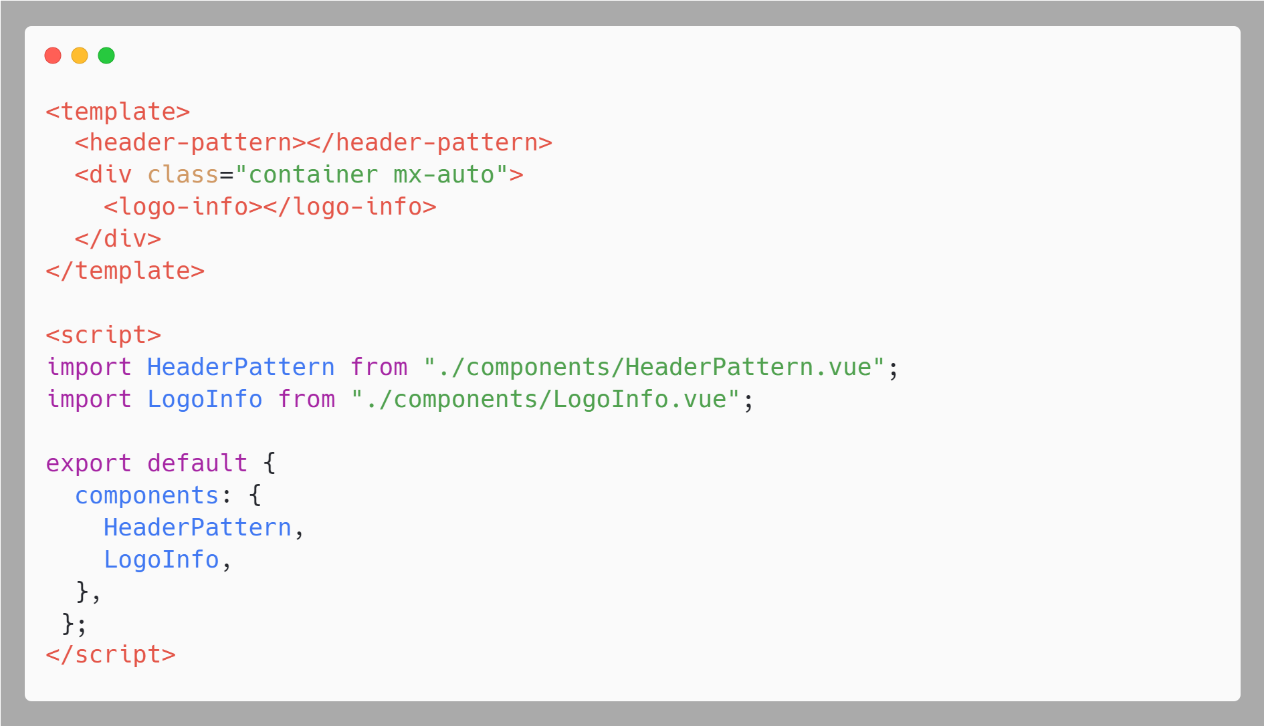 <template>
  <header-pattern></header-pattern>
  <div class="container mx-auto">
    <logo-info></logo-info>
  </div>
</template>

<script>
import HeaderPattern from "./components/HeaderPattern.vue";
import LogoInfo from "./components/LogoInfo.vue";

export default {
  components: {
    HeaderPattern,
    LogoInfo,
  },
 };
</script>